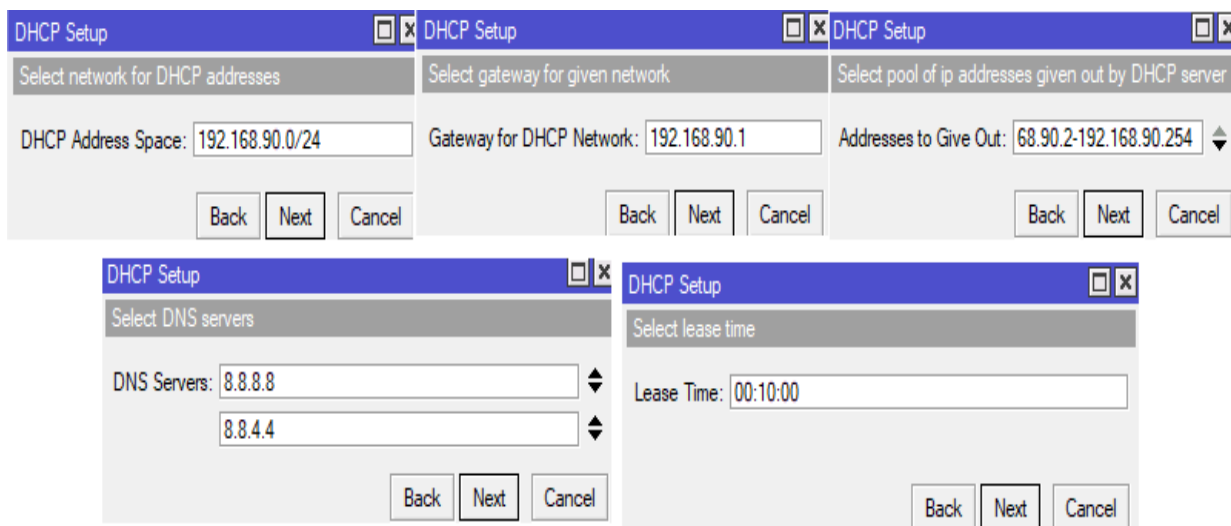 DHCP Setup
Select network for DHCP addresses
DHCP Address Space: 192.168.90.0/24
Back Next Cancel
DHCP Setup
Select gateway for given network
Gateway for DHCP Network: 192.168.90.1
Back Next Cancel
DHCP Setup
Select pool of ip addresses given out by DHCP server
Addresses to Give Out: 68.90.2-192.168.90.254
Back Next Cancel
DHCP Setup
Select DNS servers
DNS Servers: 8.8.8.8
8.8.4.4
Back Next Cancel
DHCP Setup
Select lease time
Lease Time: 00:10:00
Back Next Cancel